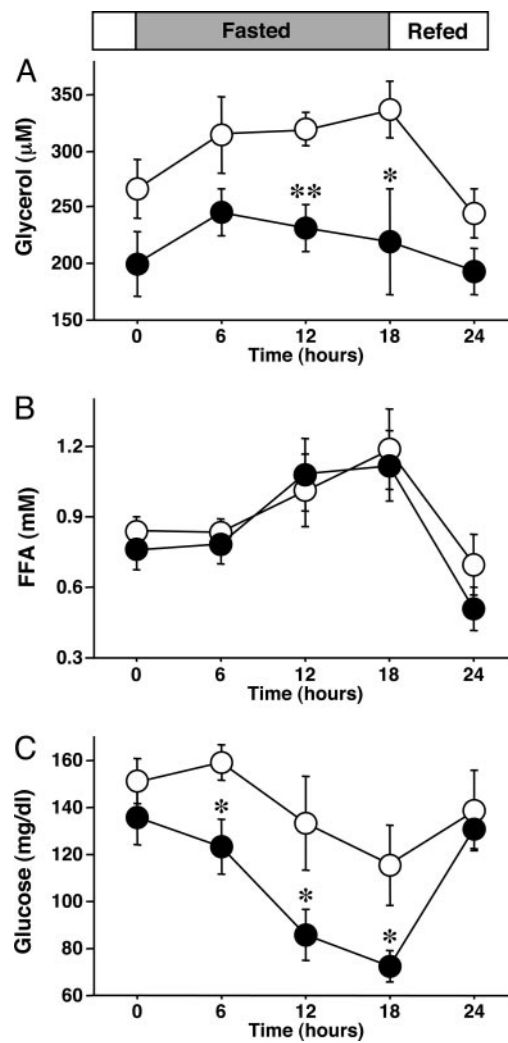 Fasted Refed
A
Glycerol (μM)
350
300
250
200
150
**
*
0 6 12 18 24
Time (hours)
B
FFA (mM)
1.2
0.9
0.6
0.3
0 6 12 18 24
Time (hours)
C
Glucose (mg/dl)
160
140
120
100
80
60
*
*
*
0 6 12 18 24
Time (hours)